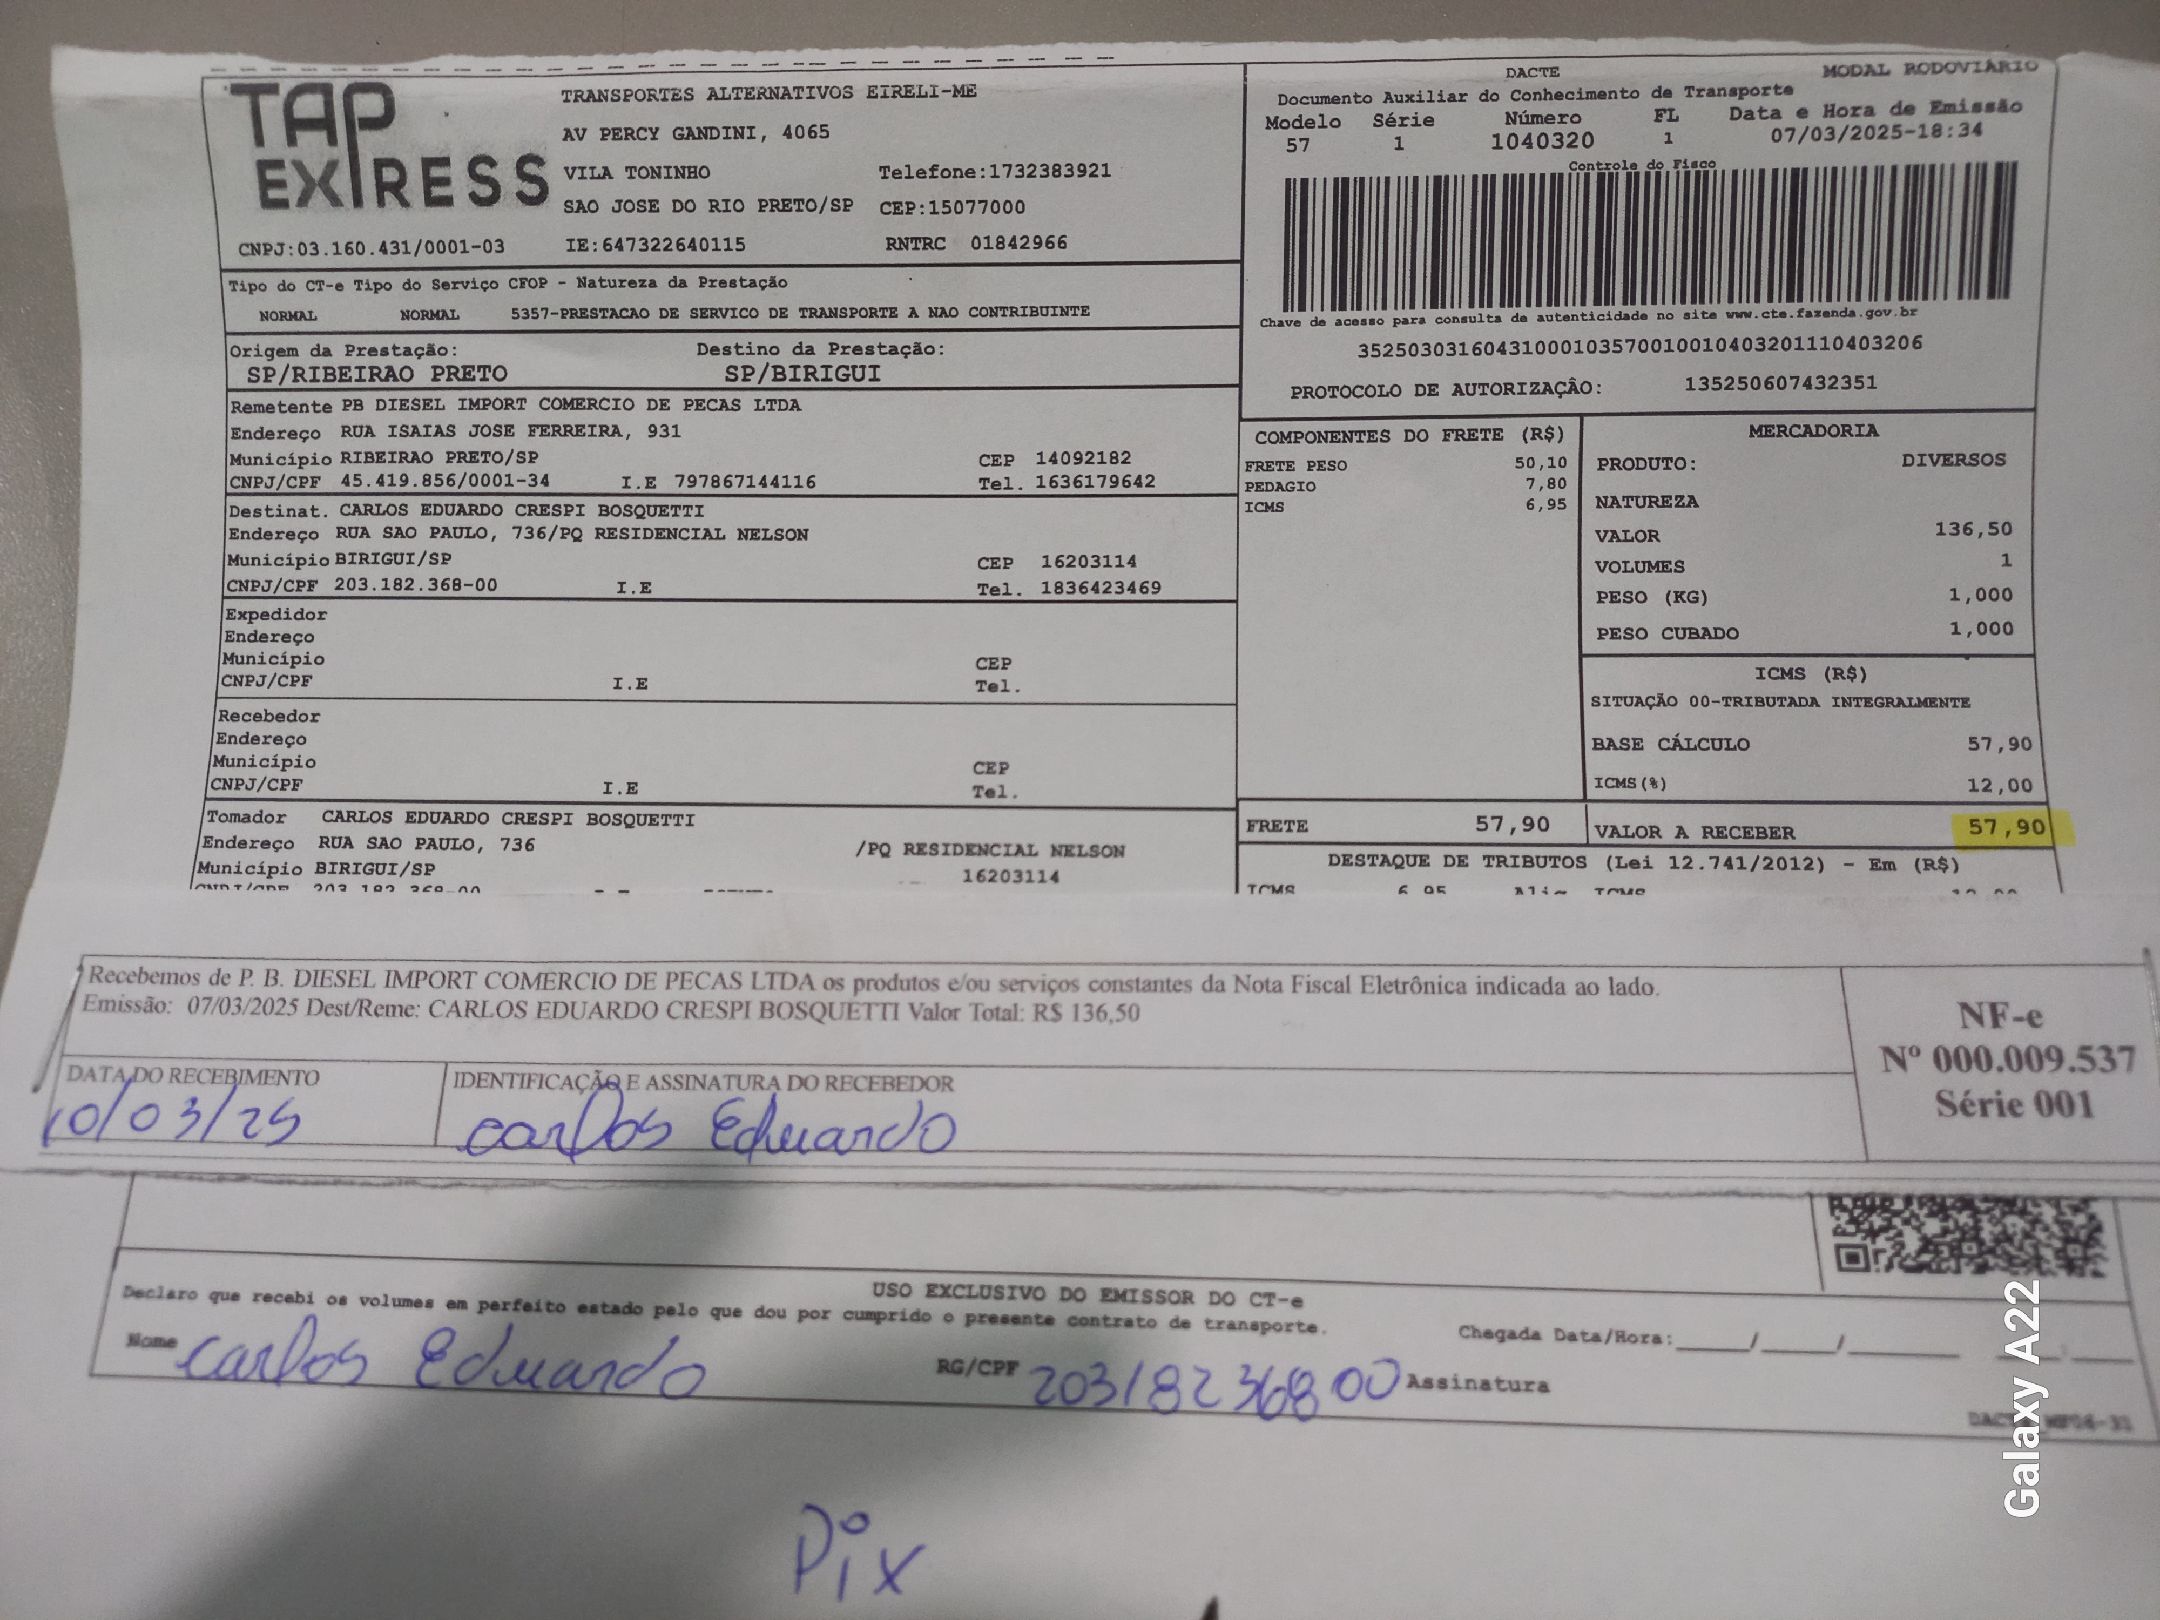 TAP EXPRESS
TRANSPORTES ALTERNATIVOS EIRELI-ME
AV PERCY GANDINI, 4065
VILA TONINHO Telefone:1732383921
SAO JOSE DO RIO PRETO/SP CEP:15077000
CNPJ:03.160.431/0001-03 IE:647322640115 RNTRC 01842966
DACTE MODAL RODOVIÁRIO
Documento Auxiliar do Conhecimento de Transporte
Modelo Série Número FL Data e Hora de Emissão
57 1 1040320 1 07/03/2025-18:34
Controle do Fisco
Chave de acesso para consulta de autenticidade no site www.cte.fazenda.gov.br
35250303160431000103570010010403201110403206
PROTOCOLO DE AUTORIZAÇÃO: 135250607432351
Tipo do CT-e Tipo do Serviço CFOP - Natureza da Prestação
NORMAL NORMAL 5357-PRESTACAO DE SERVICO DE TRANSPORTE A NAO CONTRIBUINTE
Origem da Prestação: Destino da Prestação:
SP/RIBEIRAO PRETO SP/BIRIGUI
Remetente PB DIESEL IMPORT COMERCIO DE PECAS LTDA
Endereço RUA ISAIAS JOSE FERREIRA, 931
Município RIBEIRAO PRETO/SP CEP 14092182
CNPJ/CPF 45.419.856/0001-34 I.E 797867144116 Tel. 1636179642
Destinat. CARLOS EDUARDO CRESPI BOSQUETTI
Endereço RUA SAO PAULO, 736/PQ RESIDENCIAL NELSON
Município BIRIGUI/SP CEP 16203114
CNPJ/CPF 203.182.368-00 I.E Tel. 1836423469
Expedidor
Endereço
Município CEP
CNPJ/CPF I.E Tel.
Recebedor
Endereço
Município CEP
CNPJ/CPF I.E Tel.
Tomador CARLOS EDUARDO CRESPI BOSQUETTI
Endereço RUA SAO PAULO, 736 /PQ RESIDENCIAL NELSON
Município BIRIGUI/SP 16203114
CNPJ/CPF 203.182.368-00
COMPONENTES DO FRETE (R$)
FRETE PESO 50,10
PEDAGIO 7,80
ICMS 6,95
MERCADORIA
PRODUTO: DIVERSOS
NATUREZA
VALOR 136,50
VOLUMES 1
PESO (KG) 1,000
PESO CUBADO 1,000
ICMS (R$)
SITUAÇÃO 00-TRIBUTADA INTEGRALMENTE
BASE CÁLCULO 57,90
ICMS(%) 12,00
FRETE 57,90 VALOR A RECEBER 57,90
DESTAQUE DE TRIBUTOS (Lei 12.741/2012) - Em (R$)
ICMS 6,95 Aliq ICMS 12,00
Recebemos de P. B. DIESEL IMPORT COMERCIO DE PECAS LTDA os produtos e/ou serviços constantes da Nota Fiscal Eletrônica indicada ao lado.
Emissão: 07/03/2025 Dest/Reme: CARLOS EDUARDO CRESPI BOSQUETTI Valor Total: R$ 136,50
NF-e
Nº 000.009.537
Série 001
DATA DO RECEBIMENTO IDENTIFICAÇÃO E ASSINATURA DO RECEBEDOR
10/03/25 Carlos Eduardo
USO EXCLUSIVO DO EMISSOR DO CT-e
Declaro que recebi os volumes em perfeito estado pelo que dou por cumprido o presente contrato de transporte.
Chegada Data/Hora:
Nome Carlos Eduardo RG/CPF 20318236800 Assinatura
Pix
Galaxy A22